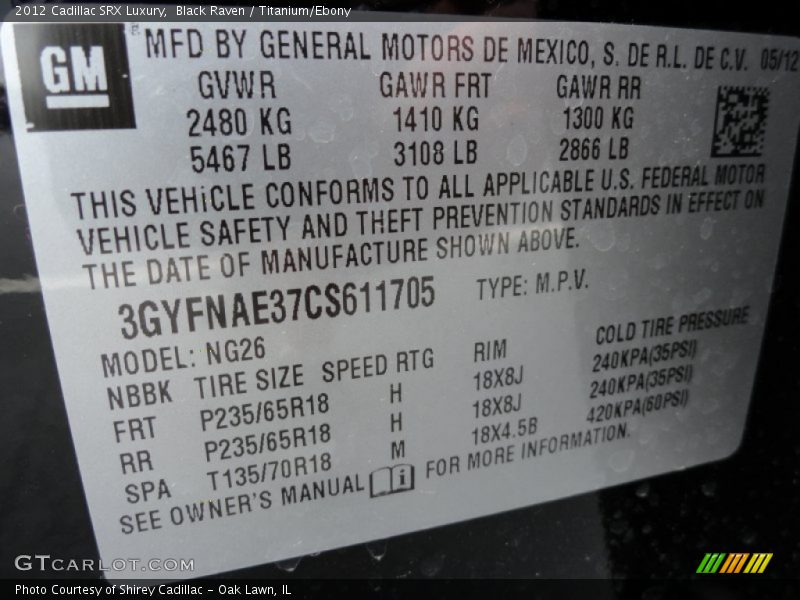 2012 Cadillac SRX Luxury, Black Raven / Titanium/Ebony
GM
MFD BY GENERAL MOTORS DE MEXICO, S. DE R.L. DE C.V. 05/12
GVWR GAWR FRT GAWR RR
2480 KG 1410 KG 1300 KG
5467 LB 3108 LB 2866 LB
THIS VEHiCLE CONFORMS TO ALL APPLICABLE U.S. FEDERAL MOTOR
VEHICLE SAFETY AND THEFT PREVENTION STANDARDS IN EFFECT ON
THE DATE OF MANUFACTURE SHOWN ABOVE.
3GYFNAE37CS611705 TYPE: M.P.V.
MODEL: NG26
NBBK TIRE SIZE SPEED RTG RIM COLD TIRE PRESSURE
FRT P235/65R18 H 18X8J 240KPA(35PSI)
RR P235/65R18 H 18X8J 240KPA(35PSI)
SPA T135/70R18 M 18X4.5B 420KPA(60PSI)
SEE OWNER'S MANUAL i FOR MORE INFORMATION.
GTCARLOT.COM
Photo Courtesy of Shirey Cadillac - Oak Lawn, IL